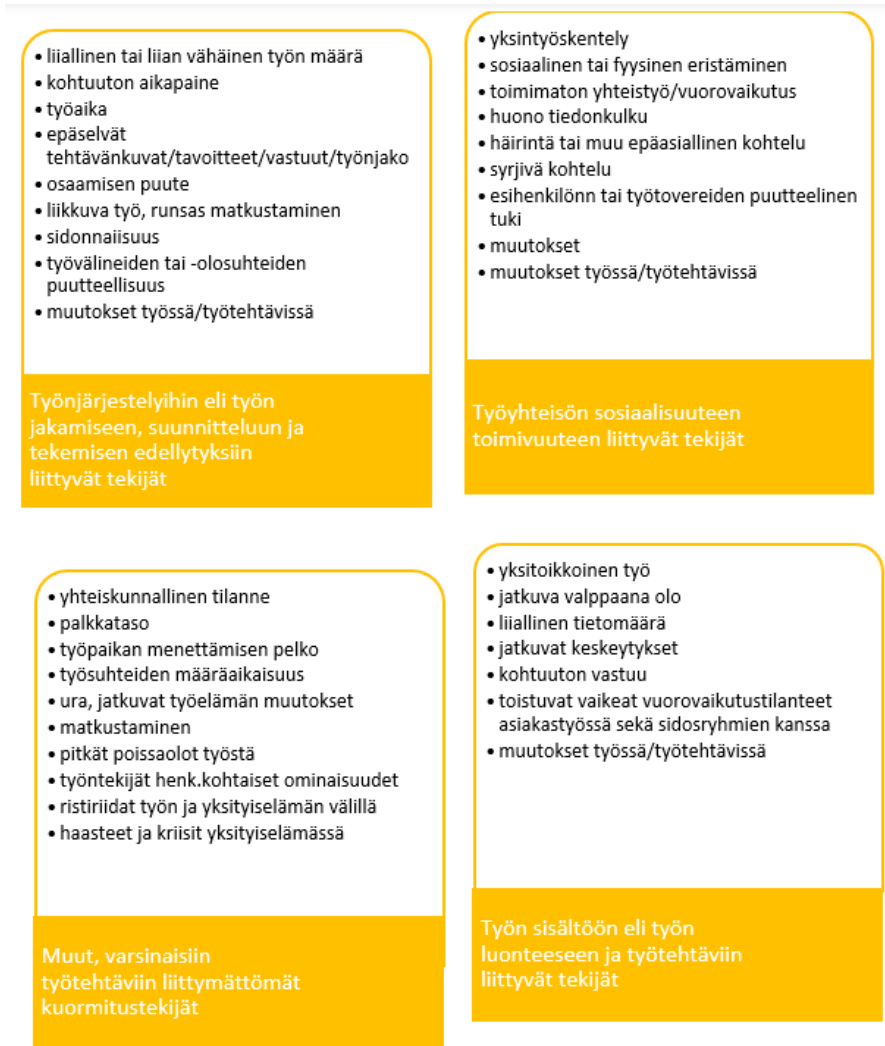 • liiallinen tai liian vähäinen työn määrä
• kohtuuton aikapaine
• työaika
• epäselvät
tehtävänkuvat/tavoitteet/vastuut/työnjako
• osaamisen puute
• liikkuva työ, runsas matkustaminen
• sidonnaiisuus
• työvälineiden tai -olosuhteiden
puutteellisuus
• muutokset työssä/työtehtävissä
Työnjärjestelyihin eli työn
jakamiseen, suunnitteluun ja
tekemisen edellytyksiin
liittyvät tekijät
• yksintyöskentely
• sosiaalinen tai fyysinen eristäminen
• toimimaton yhteistyö/vuorovaikutus
• huono tiedonkulku
• häirintä tai muu epäasiallinen kohtelu
• syrjivä kohtelu
• esihenkilönn tai työtovereiden puutteelinen
tuki
• muutokset
• muutokset työssä/työtehtävissä
Työyhteisön sosiaalisuuteen
toimivuuteen liittyvät tekijät
• yhteiskunnallinen tilanne
• palkkataso
• työpaikan menettämisen pelko
• työsuhteiden määräaikaisuus
• ura, jatkuvat työelämän muutokset
• matkustaminen
• pitkät poissaolot työstä
• työntekijät henk.kohtaiset ominaisuudet
• ristiriidat työn ja yksityiselämän välillä
• haasteet ja kriisit yksityiselämässä
Muut, varsinaisiin
työtehtäviin liittymättömät
kuormitustekijät
• yksitoikkoinen työ
• jatkuva valppaana olo
• liiallinen tietomäärä
• jatkuvat keskeytykset
• kohtuuton vastuu
• toistuvat vaikeat vuorovaikutustilanteet
asiakastyössä sekä sidosryhmien kanssa
• muutokset työssä/työtehtävissä
Työn sisältöön eli työn
luonteeseen ja työtehtäviin
liittyvät tekijät